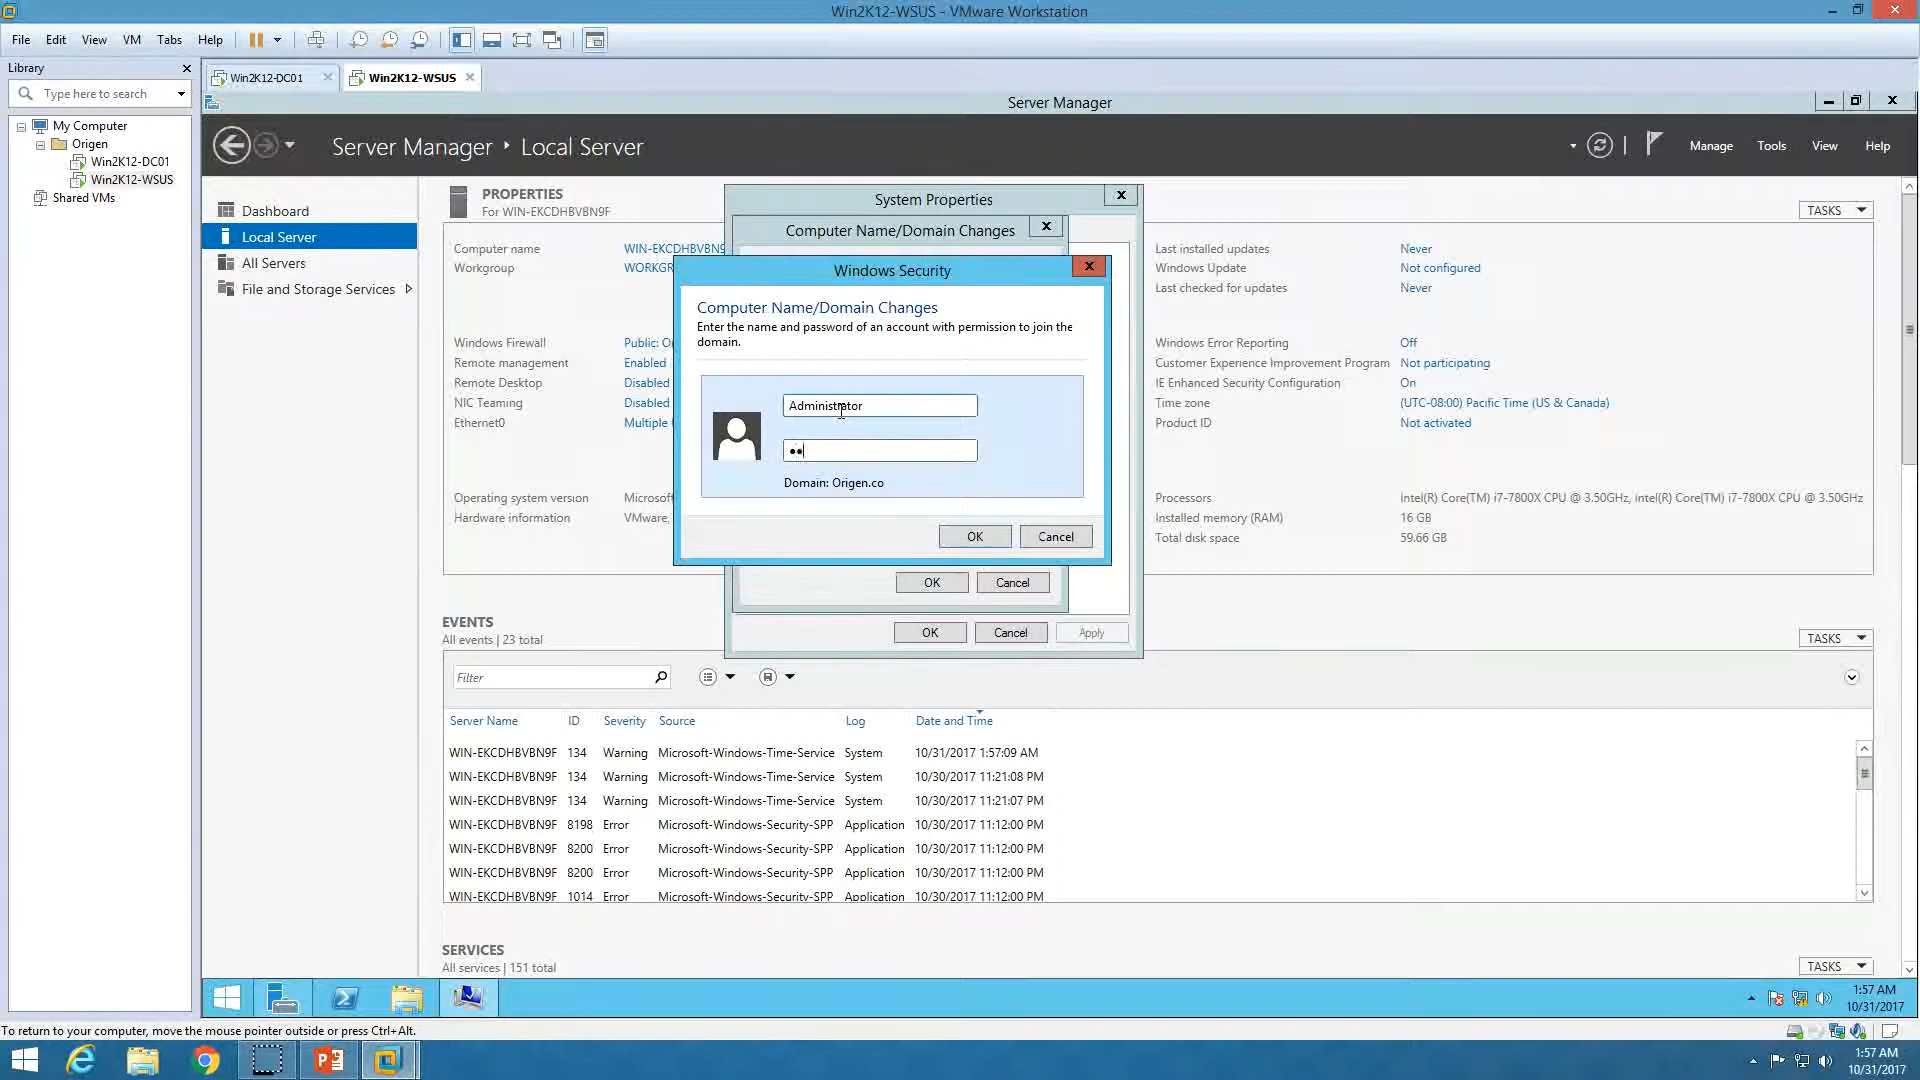 Win2K12-WSUS - VMware Workstation
File Edit View VM Tabs Help
Library
Type here to search
My Computer
Origen
Win2K12-DC01
Win2K12-WSUS
Shared VMs
Win2K12-DC01
Win2K12-WSUS
Server Manager
Server Manager
Local Server
Manage Tools View Help
Dashboard
Local Server
All Servers
File and Storage Services
PROPERTIES
For WIN-EKCDHBVBN9F
TASKS
Computer name WIN-EKCDHBVBN9
Workgroup WORKGR
Windows Firewall Public: O
Remote management Enabled
Remote Desktop Disabled
NIC Teaming Disabled
Ethernet0 Multiple
Operating system version Microsof
Hardware information VMware,
Last installed updates Never
Windows Update Not configured
Last checked for updates Never
Windows Error Reporting Off
Customer Experience Improvement Program Not participating
IE Enhanced Security Configuration On
Time zone (UTC-08:00) Pacific Time (US & Canada)
Product ID Not activated
Processors Intel(R) Core(TM) i7-7800X CPU @ 3.50GHz, Intel(R) Core(TM) i7-7800X CPU @ 3.50GHz
Installed memory (RAM) 16 GB
Total disk space 59.66 GB
System Properties
Computer Name/Domain Changes
Windows Security
Computer Name/Domain Changes
Enter the name and password of an account with permission to join the
domain.
Administrator
••
Domain: Origen.co
OK Cancel
OK Cancel
OK Cancel Apply
EVENTS
All events | 23 total
TASKS
Filter
Server Name ID Severity Source Log Date and Time
WIN-EKCDHBVBN9F 134 Warning Microsoft-Windows-Time-Service System 10/31/2017 1:57:09 AM
WIN-EKCDHBVBN9F 134 Warning Microsoft-Windows-Time-Service System 10/30/2017 11:21:08 PM
WIN-EKCDHBVBN9F 134 Warning Microsoft-Windows-Time-Service System 10/30/2017 11:21:07 PM
WIN-EKCDHBVBN9F 8198 Error Microsoft-Windows-Security-SPP Application 10/30/2017 11:12:00 PM
WIN-EKCDHBVBN9F 8200 Error Microsoft-Windows-Security-SPP Application 10/30/2017 11:12:00 PM
WIN-EKCDHBVBN9F 8200 Error Microsoft-Windows-Security-SPP Application 10/30/2017 11:12:00 PM
WIN-EKCDHBVBN9F 1014 Error Microsoft-Windows-Security-SPP Application 10/30/2017 11:12:00 PM
SERVICES
All services | 151 total
TASKS
1:57 AM
10/31/2017
To return to your computer, move the mouse pointer outside or press Ctrl+Alt.
1:57 AM
10/31/2017